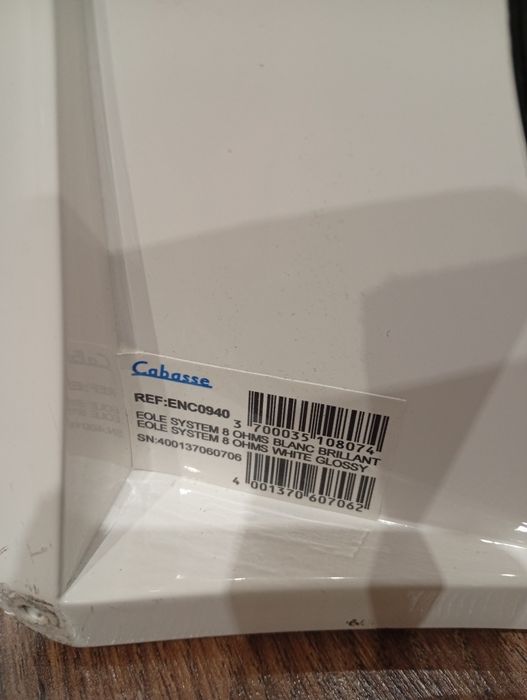 Cabasse
REF:ENC0940
3 700035 108074
EOLE SYSTEM 8 OHMS BLANC BRILLANT
EOLE SYSTEM 8 OHMS WHITE GLOSSY
SN:400137060706
4 001370 607062